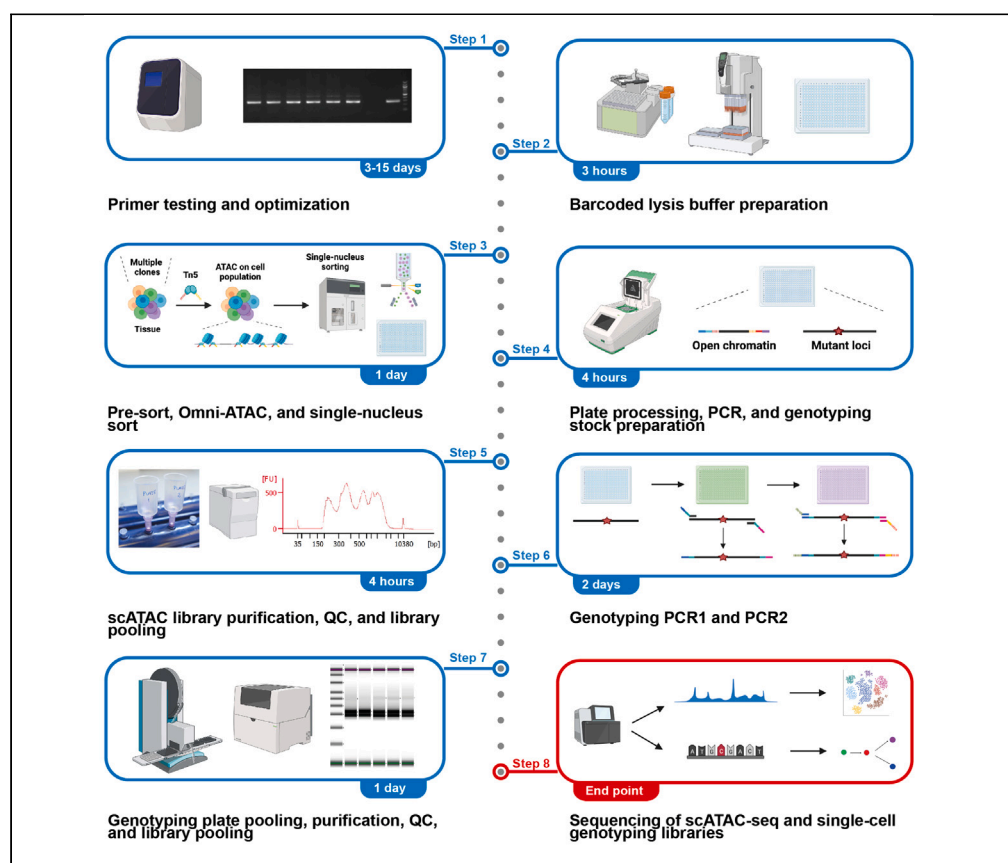 Step 1
3-15 days
Primer testing and optimization
Step 2
3 hours
Barcoded lysis buffer preparation
Step 3
Multiple
clones
Tn5
ATAC on cell
population
Single-nucleus
sorting
Tissue
1 day
Pre-sort, Omni-ATAC, and single-nucleus
sort
Step 4
Open chromatin
Mutant loci
4 hours
Plate processing, PCR, and genotyping
stock preparation
Step 5
[FU]
500
0
35 150 300 500 10380 [bp]
4 hours
scATAC library purification, QC, and library
pooling
Step 6
2 days
Genotyping PCR1 and PCR2
Step 7
1 day
Genotyping plate pooling, purification, QC,
and library pooling
Step 8
A T G C G A C T
End point
Sequencing of scATAC-seq and single-cell
genotyping libraries